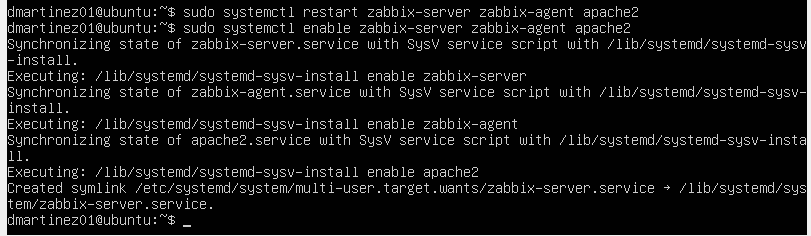 dmartinez01@ubuntu:~$ sudo systemctl restart zabbix-server zabbix-agent apache2
dmartinez01@ubuntu:~$ sudo systemctl enable zabbix-server zabbix-agent apache2
Synchronizing state of zabbix-server.service with SysV service script with /lib/systemd/systemd-sysv
-install.
Executing: /lib/systemd/systemd-sysv-install enable zabbix-server
Synchronizing state of zabbix-agent.service with SysV service script with /lib/systemd/systemd-sysv-
install.
Executing: /lib/systemd/systemd-sysv-install enable zabbix-agent
Synchronizing state of apache2.service with SysV service script with /lib/systemd/systemd-sysv-insta
ll.
Executing: /lib/systemd/systemd-sysv-install enable apache2
Created symlink /etc/systemd/system/multi-user.target.wants/zabbix-server.service → /lib/systemd/sys
tem/zabbix-server.service.
dmartinez01@ubuntu:~$ _